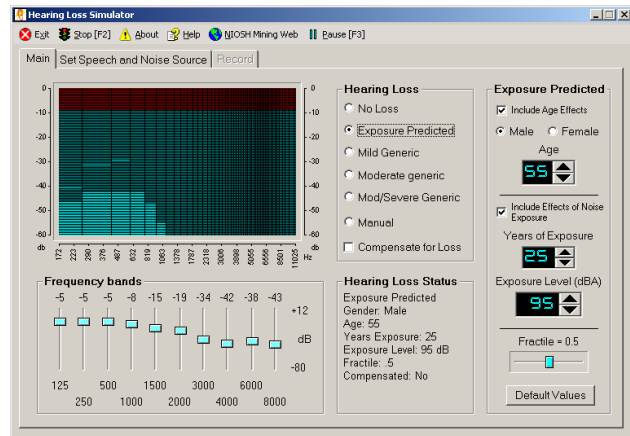 Hearing Loss Simulator
Exit Stop [F2] About Help NIOSH Mining Web Pause [F3]
Main Set Speech and Noise Source Record
0
-10
-20
-30
-40
-50
-60
db
0
-10
-20
-30
-40
-50
-60
db
172 223 290 376 487 632 819 1063 1378 1787 2318 3006 3898 5055 6556 8501 11025 Hz
Frequency bands
-5 -5 -5 -8 -15 -19 -34 -42 -38 -43
+12
dB
-80
125 500 1500 3000 6000
250 1000 2000 4000 8000
Hearing Loss
No Loss
Exposure Predicted
Mild Generic
Moderate generic
Mod/Severe Generic
Manual
Compensate for Loss
Hearing Loss Status
Exposure Predicted
Gender: Male
Age: 55
Years Exposure: 25
Exposure Level: 95 dB
Fractile: .5
Compensated: No
Exposure Predicted
Include Age Effects
Male Female
Age
55
Include Effects of Noise
Exposure
Years of Exposure
25
Exposure Level (dBA)
95
Fractile = 0.5
Default Values